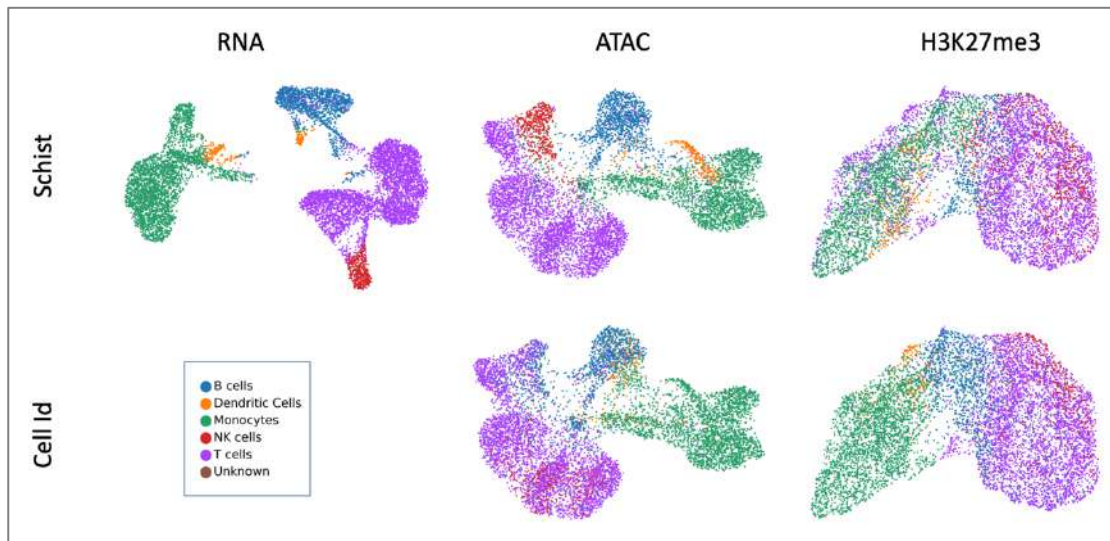 RNA
ATAC
H3K27me3
Schist
Cell Id
B cells
Dendritic Cells
Monocytes
NK cells
T cells
Unknown